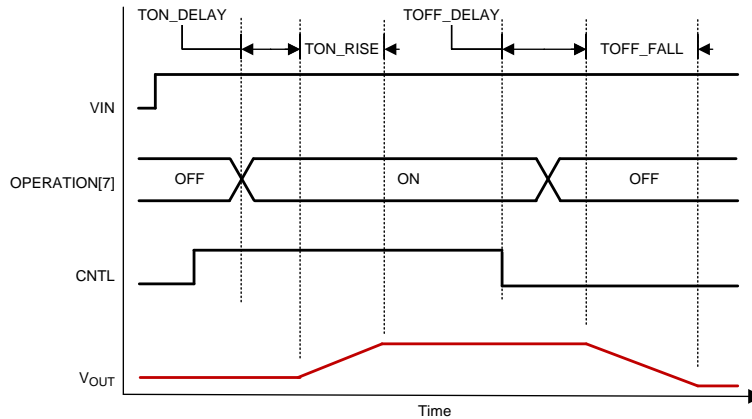 TON_DELAY
TOFF_DELAY
TON_RISE
TOFF_FALL
VIN
OPERATION[7]
OFF
ON
OFF
CNTL
VOUT
Time